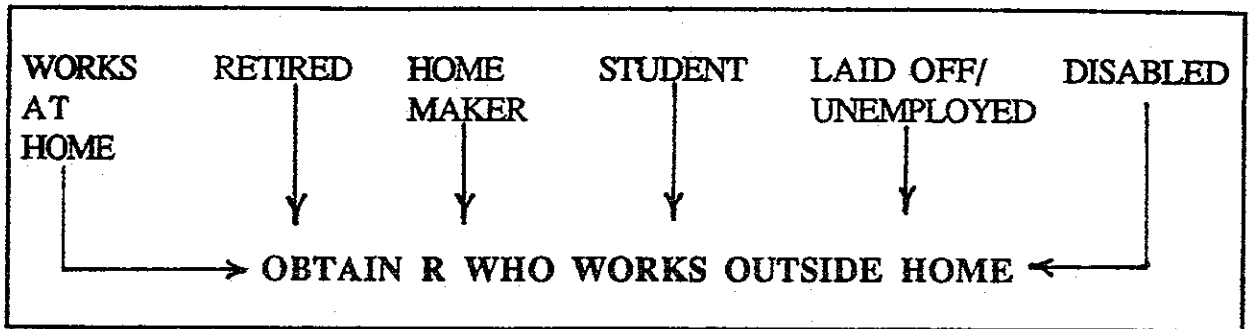 WORKS RETIRED HOME STUDENT LAID OFF/ DISABLED
AT MAKER UNEMPLOYED
HOME
OBTAIN R WHO WORKS OUTSIDE HOME